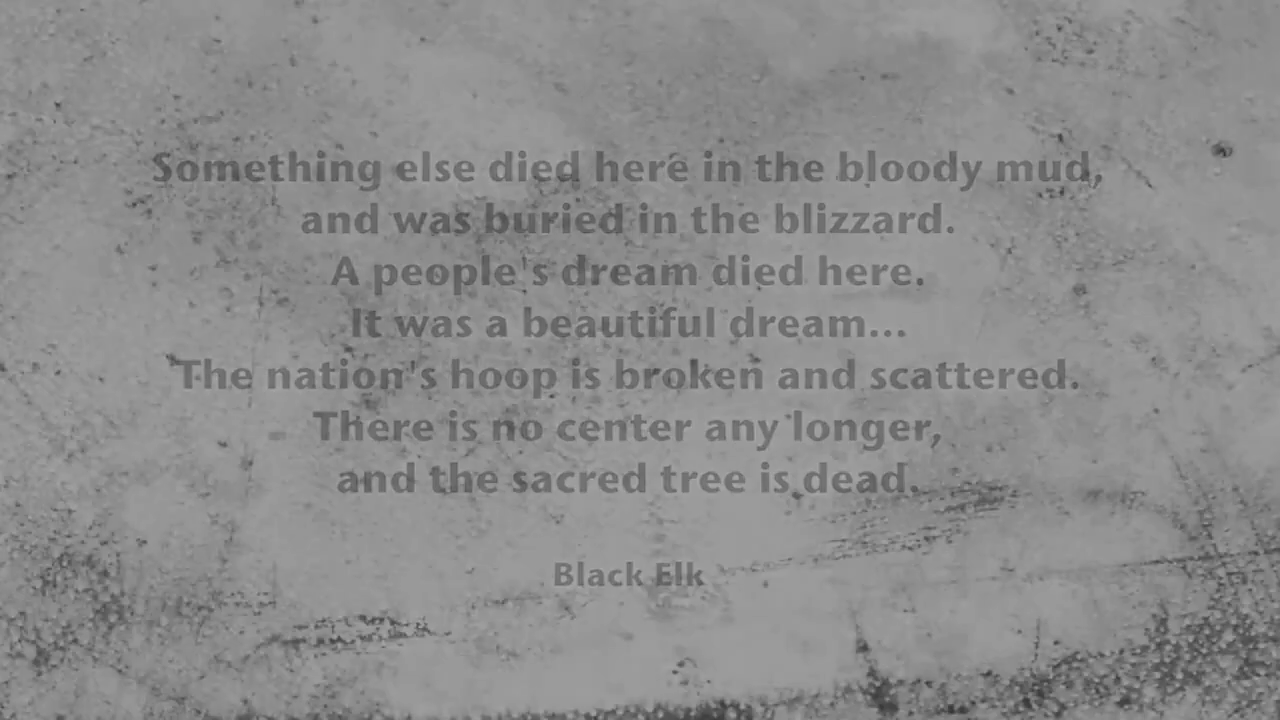 Something else died here in the bloody mud,
and was buried in the blizzard.
A people's dream died here.
It was a beautiful dream...
The nation's hoop is broken and scattered.
There is no center any longer,
and the sacred tree is dead.
Black Elk